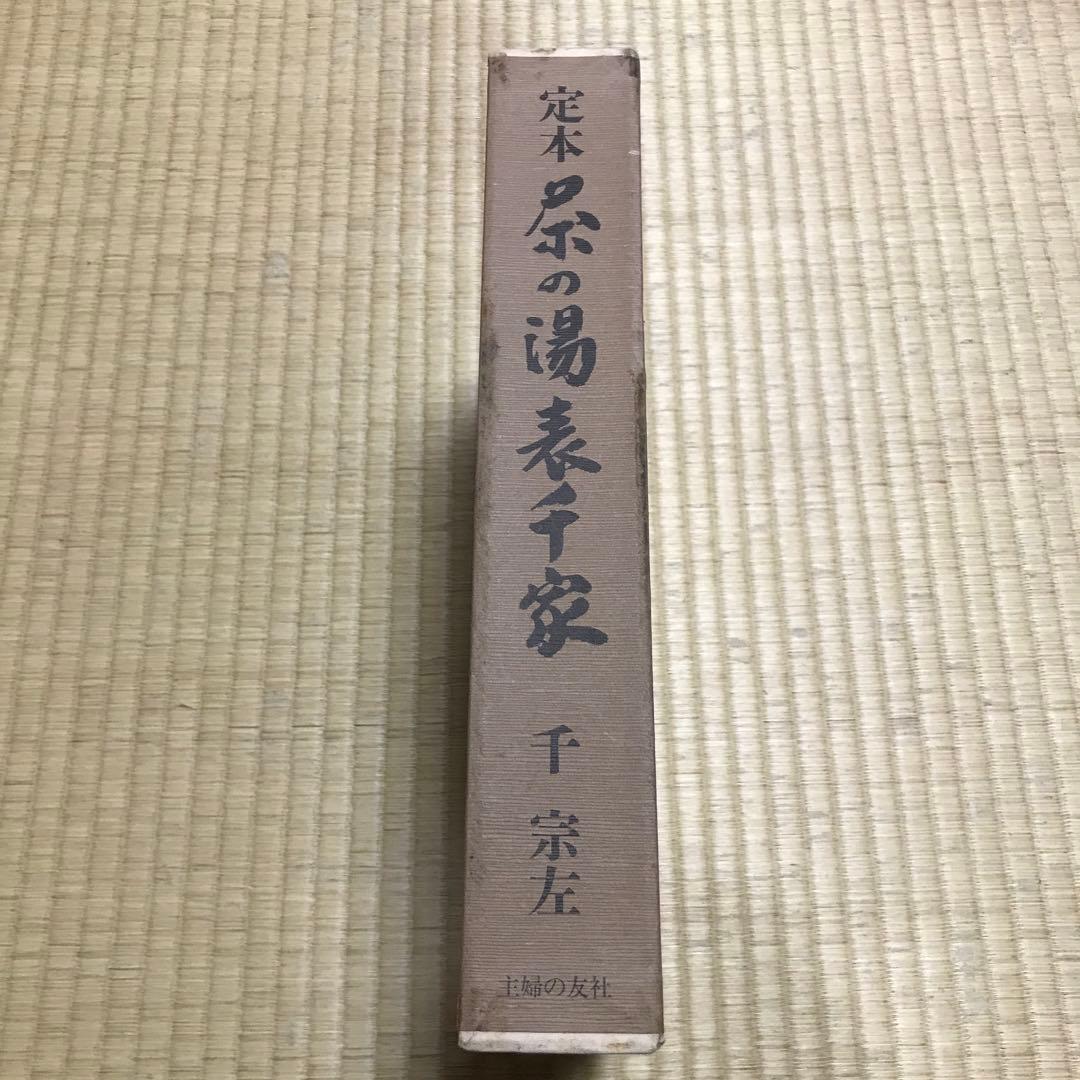 定本
茶の湯表千家
千 宗左
主婦の友社